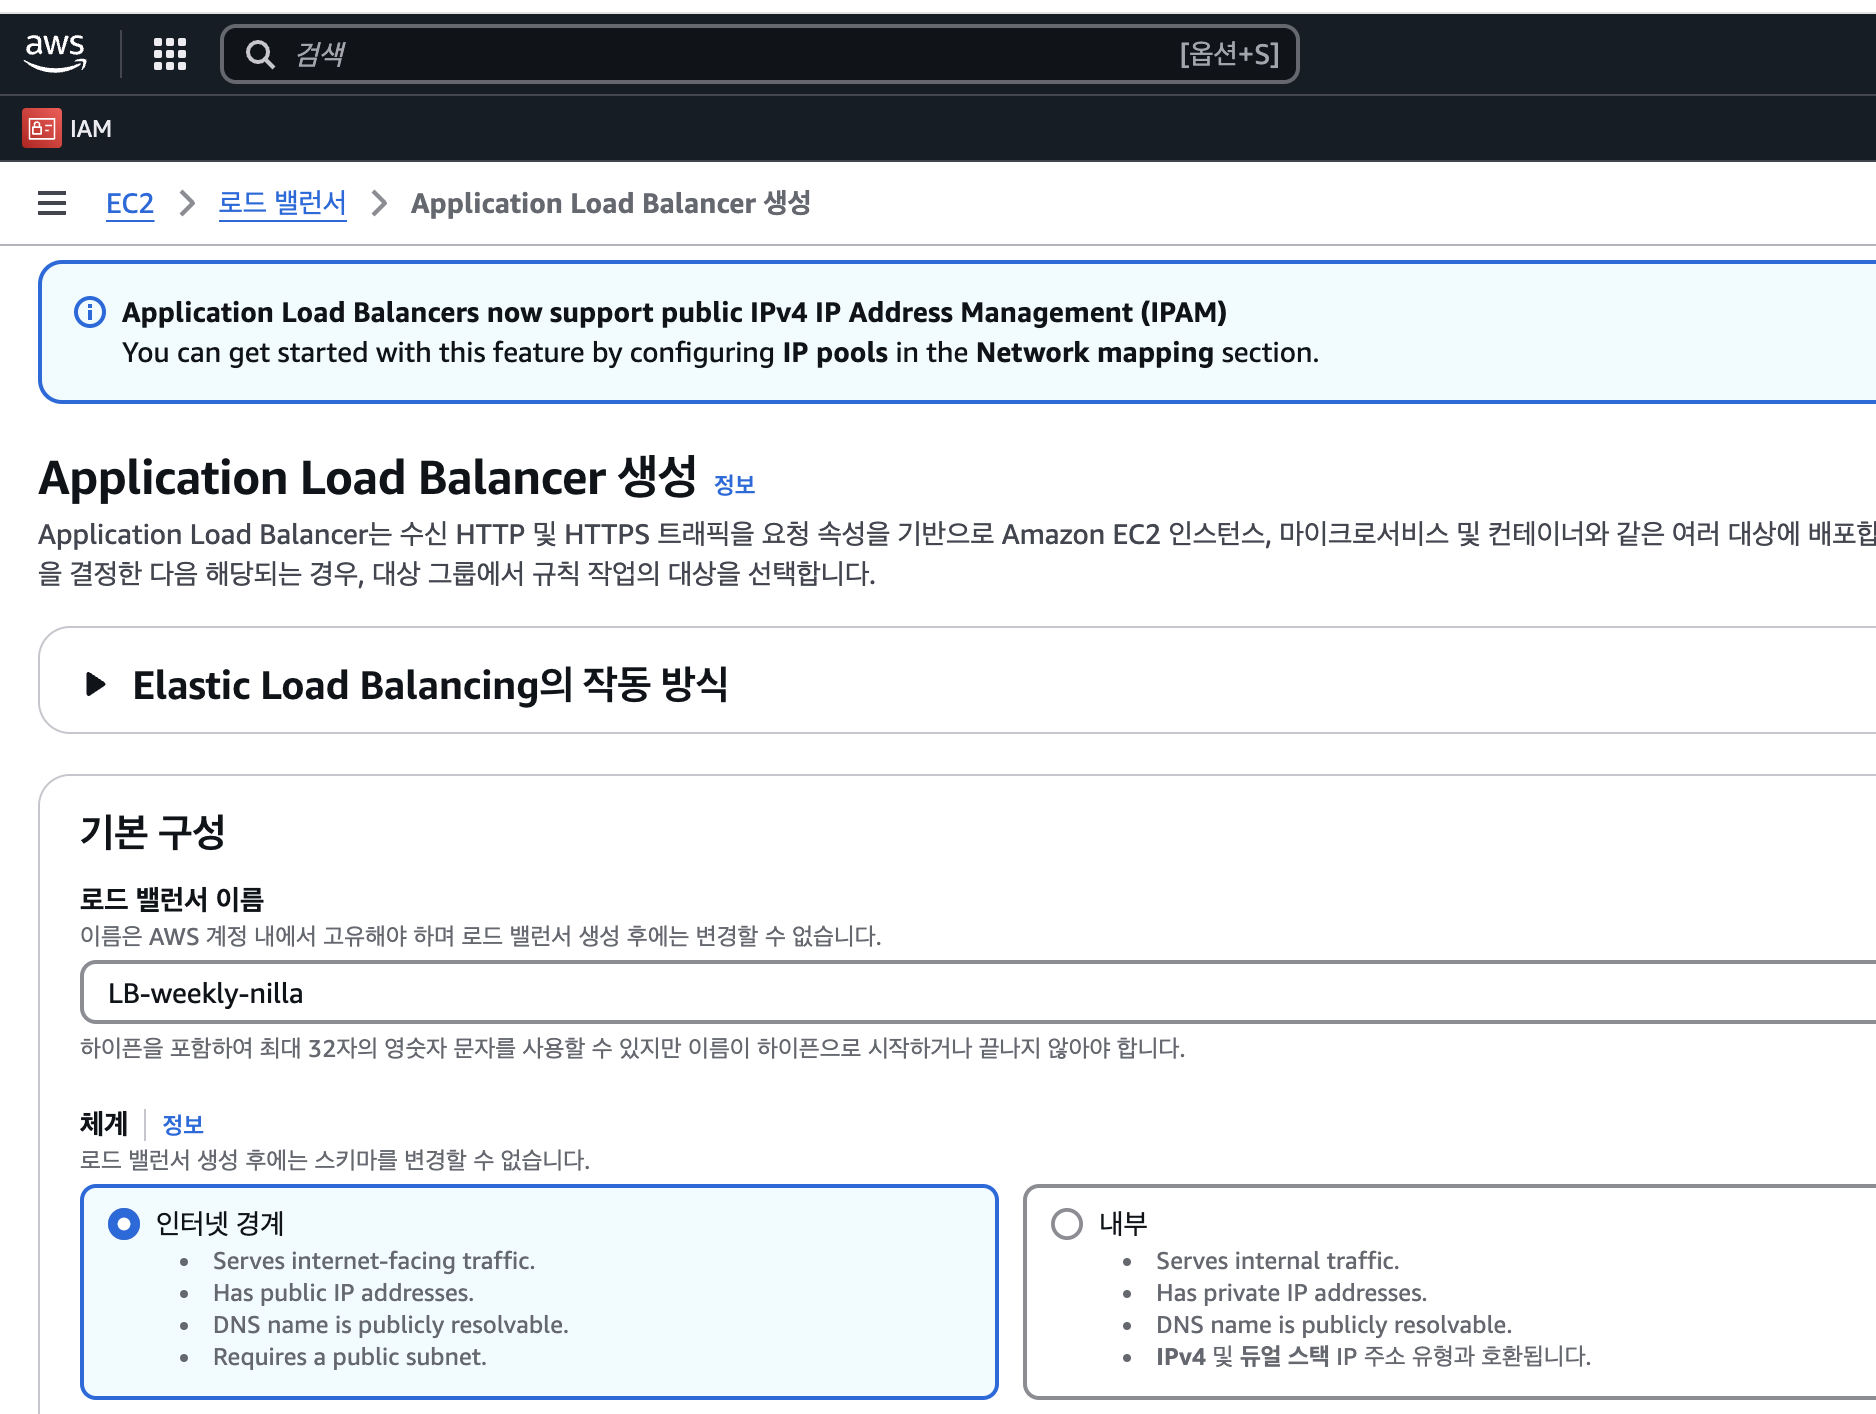 aws
검색
[옵션+S]
IAM
EC2
로드 밸런서
Application Load Balancer 생성
Application Load Balancers now support public IPv4 IP Address Management (IPAM)
You can get started with this feature by configuring IP pools in the Network mapping section.
Application Load Balancer 생성 정보
Application Load Balancer는 수신 HTTP 및 HTTPS 트래픽을 요청 속성을 기반으로 Amazon EC2 인스턴스, 마이크로서비스 및 컨테이너와 같은 여러 대상에 배포합
을 결정한 다음 해당되는 경우, 대상 그룹에서 규칙 작업의 대상을 선택합니다.
Elastic Load Balancing의 작동 방식
기본 구성
로드 밸런서 이름
이름은 AWS 계정 내에서 고유해야 하며 로드 밸런서 생성 후에는 변경할 수 없습니다.
LB-weekly-nilla
하이픈을 포함하여 최대 32자의 영숫자 문자를 사용할 수 있지만 이름이 하이픈으로 시작하거나 끝나지 않아야 합니다.
체계 정보
로드 밸런서 생성 후에는 스키마를 변경할 수 없습니다.
인터넷 경계
• Serves internet-facing traffic.
• Has public IP addresses.
• DNS name is publicly resolvable.
• Requires a public subnet.
내부
• Serves internal traffic.
• Has private IP addresses.
• DNS name is publicly resolvable.
• IPv4 및 듀얼 스택 IP 주소 유형과 호환됩니다.